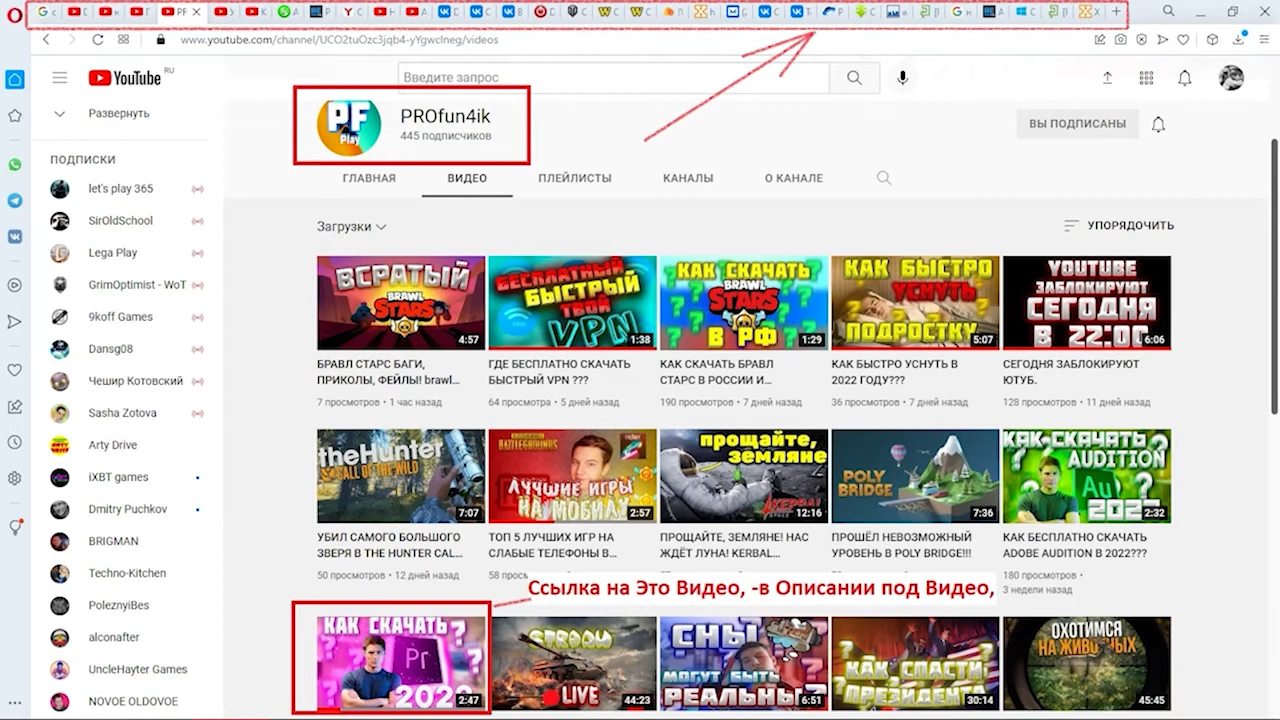 www.youtube.com/channel/UCO2tuOzc3jqb4-yYgwclneg/videos
YouTube RU
Введите запрос
Развернуть
PF
Play
PROfun4ik
445 подписчиков
ВЫ ПОДПИСАНЫ
ПОДПИСКИ
ГЛАВНАЯ
ВИДЕО
ПЛЕЙЛИСТЫ
КАНАЛЫ
О КАНАЛЕ
let's play 365
SirOldSchool
Lega Play
GrimOptimist - WoT
9koff Games
Dansg08
Чешир Котовский
Sasha Zotova
Arty Drive
iXBT games
Dmitry Puchkov
BRIGMAN
Techno-Kitchen
PoleznyiBes
alconafter
UncleHayter Games
NOVOE OLDOVOE
Загрузки
УПОРЯДОЧИТЬ
ВСРАТЫЙ
BRAWL
STARS
4:57
БЕСПЛАТНЫЙ
БЫСТРЫЙ
ТВОЙ
VPN
1:38
КАК СКАЧАТЬ
BRAWL
STARS
В РФ
1:29
КАК БЫСТРО
УСНУТЬ
ПОДРОСТКУ
5:07
YOUTUBE
ЗАБЛОКИРУЮТ
СЕГОДНЯ
В 22:00
6:06
БРАВЛ СТАРС БАГИ,
ПРИКОЛЫ, ФЕЙЛЫ! brawl...
7 просмотров • 1 час назад
ГДЕ БЕСПЛАТНО СКАЧАТЬ
БЫСТРЫЙ VPN ???
64 просмотра • 5 дней назад
КАК СКАЧАТЬ БРАВЛ
СТАРС В РОССИИ И...
190 просмотров • 7 дней назад
КАК БЫСТРО УСНУТЬ В
2022 ГОДУ???
36 просмотров • 7 дней назад
СЕГОДНЯ ЗАБЛОКИРУЮТ
ЮТУБ.
128 просмотров • 11 дней назад
theHunter
CALL OF THE WILD
7:07
BATTLEGROUNDS
ЛУЧШИЕ ИГРЫ
НА МОБИЛ
2:57
прощайте,
земляне
KERBAL
SPACE
12:16
POLY
BRIDGE
7:36
КАК СКАЧАТЬ
AUDITION
Au
202
2:32
УБИЛ САМОГО БОЛЬШОГО
ЗВЕРЯ В THE HUNTER CAL...
50 просмотров • 12 дней назад
ТОП 5 ЛУЧШИХ ИГР НА
СЛАБЫЕ ТЕЛЕФОНЫ В...
58 просм
ПРОЩАЙТЕ, ЗЕМЛЯНЕ! НАС
ЖДЁТ ЛУНА! KERBAL...
ПРОШЁЛ НЕВОЗМОЖНЫЙ
УРОВЕНЬ В POLY BRIDGE!!!
КАК БЕСПЛАТНО СКАЧАТЬ
ADOBE AUDITION В 2022???
180 просмотров •
3 недели назад
Ссылка на Это Видео, -в Описании под Видео,
КАК СКАЧАТЬ
Pr
202
2:47
STREAM
LIVE
44:23
СНЫ
МОГУТ БЫТЬ
РЕАЛЬНЫ
6:51
КАК СПАСТИ
ПРЕЗИДЕН
30:14
ОХОТИМСЯ
45:45